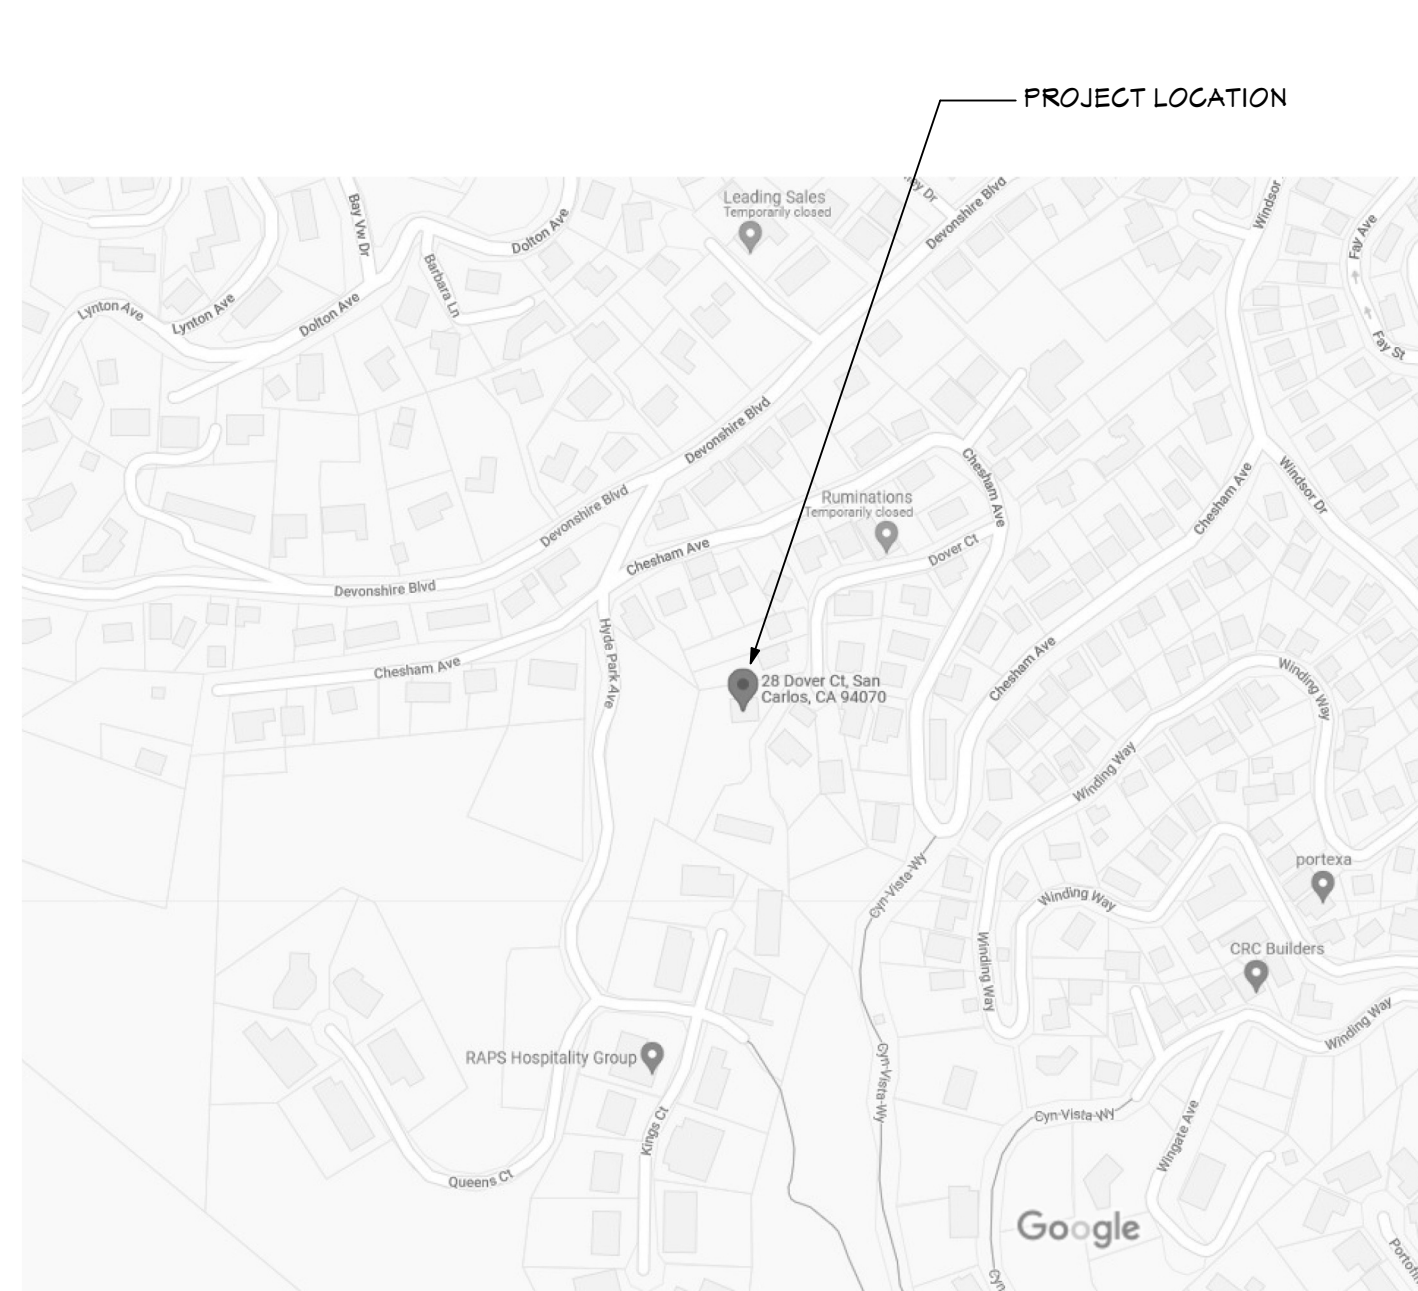 PROJECT LOCATION
Leading Sales
Temporarily closed
Devonshire Blvd
Windsor
Fay Ave
Bay Vw Dr
Dolton Ave
Barbara Ln
Lynton Ave
Lynton Ave
Dolton Ave
Fay St
Devonshire Blvd
Chesham Ave
Chesham Ave
Windsor Dr
Ruminations
Temporarily closed
Devonshire Blvd
Chesham Ave
Dover Ct
Devonshire Blvd
Hyde Park Ave
Chesham Ave
Chesham Ave
28 Dover Ct, San
Carlos, CA 94070
Winding Way
Winding Way
portexa
Cyn-Vista-Wy
Winding Way
CRC Builders
Winding Way
Winding Way
RAPS Hospitality Group
Cyn-Vista-Wy
Cyn Vista Wy
Kings Ct
Wingate Ave
Queens Ct
Google
Cyn